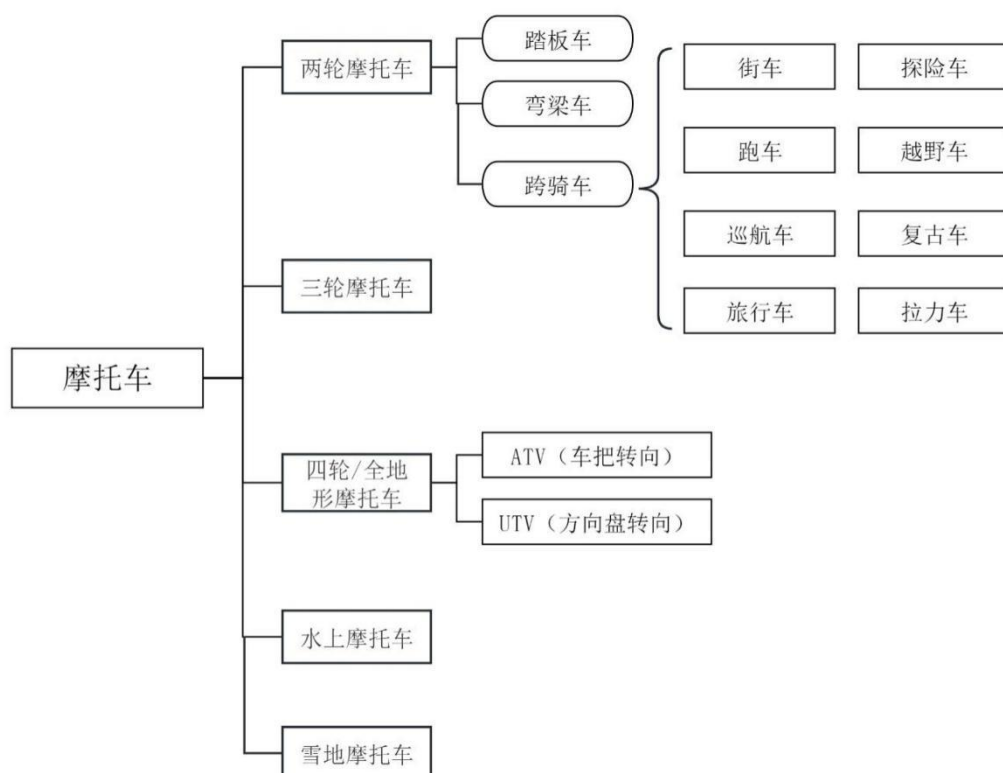 摩托车
两轮摩托车
踏板车
弯梁车
跨骑车
街车
探险车
跑车
越野车
巡航车
复古车
旅行车
拉力车
三轮摩托车
四轮/全地
形摩托车
ATV（车把转向）
UTV（方向盘转向）
水上摩托车
雪地摩托车